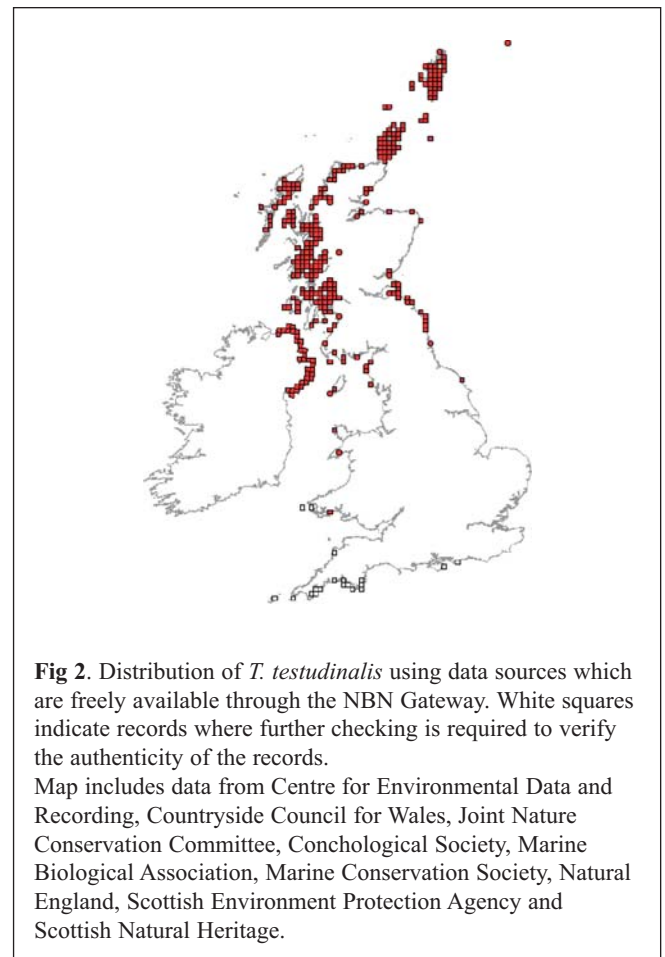 Fig 2. Distribution of T. testudinalis using data sources which
are freely available through the NBN Gateway. White squares
indicate records where further checking is required to verify
the authenticity of the records.
Map includes data from Centre for Environmental Data and
Recording, Countryside Council for Wales, Joint Nature
Conservation Committee, Conchological Society, Marine
Biological Association, Marine Conservation Society, Natural
England, Scottish Environment Protection Agency and
Scottish Natural Heritage.